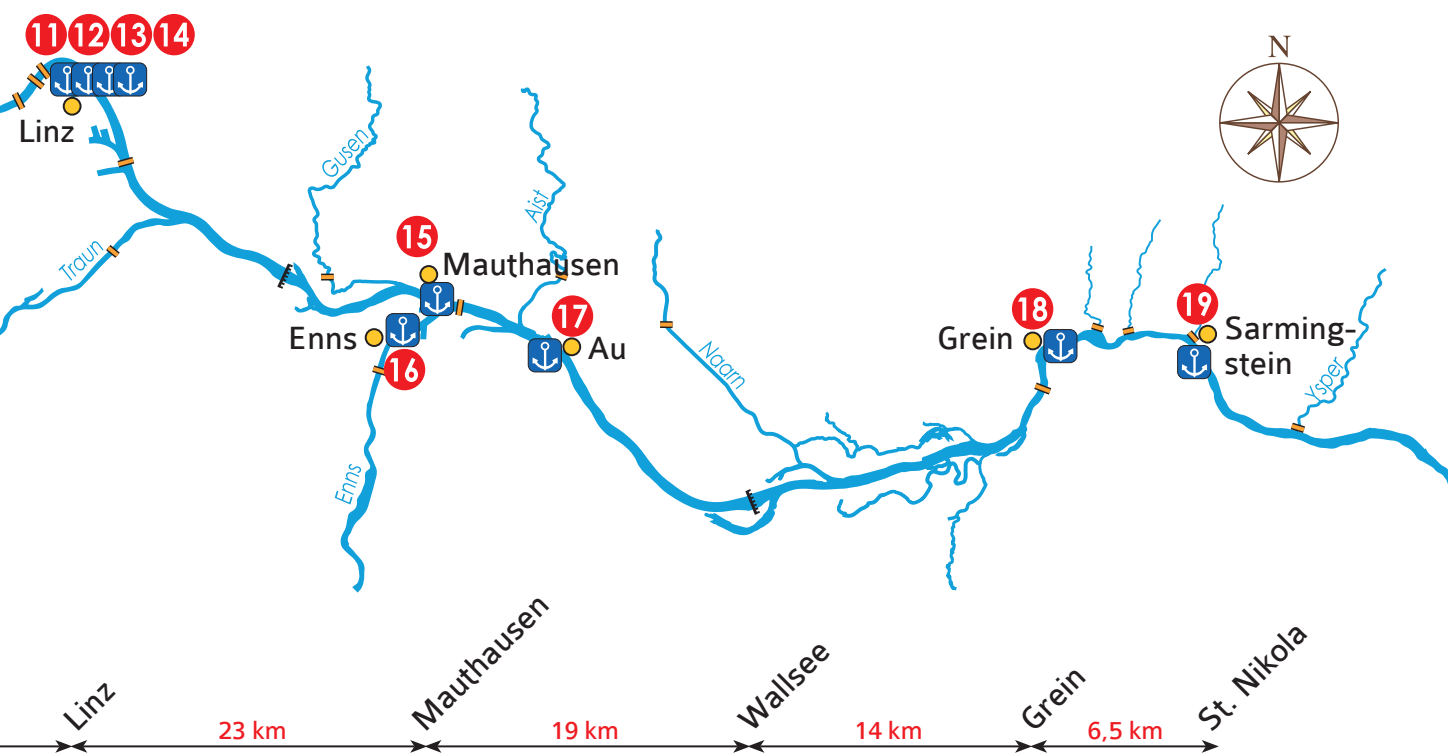 11 12 13 14
N
Linz
Gusen
Aist
Traun
15
Mauthausen
Enns
16
17
Au
Naarn
18
Grein
19
Sarming-
stein
Ysper
Enns
Linz
Mauthausen
Wallsee
Grein
St. Nikola
23 km
19 km
14 km
6,5 km